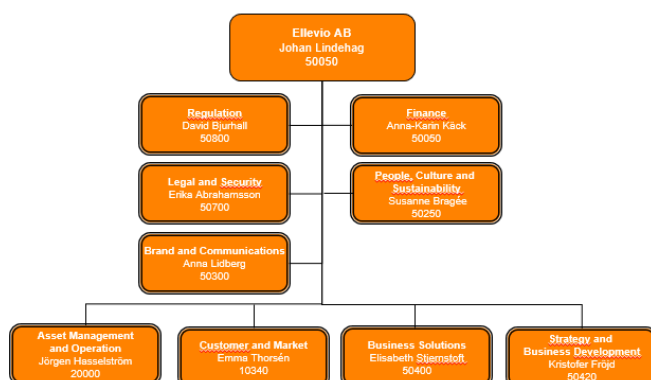 Ellevio AB
Johan Lindehag
50050
Regulation
David Bjurhall
50800
Finance
Anna-Karin Käck
50050
Legal and Security
Erika Abrahamsson
50700
People, Culture and
Sustainability
Susanne Bragée
50250
Brand and Communications
Anna Lidberg
50300
Asset Management
and Operation
Jörgen Hasselström
20000
Customer and Market
Emma Thorsén
10340
Business Solutions
Elisabeth Stjernstoft
50400
Strategy and
Business Development
Kristofer Fröjd
50420